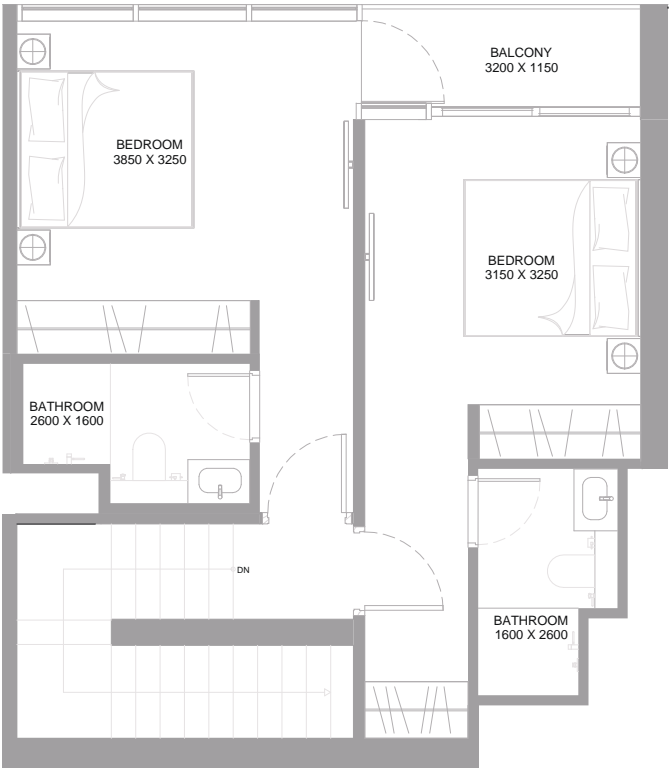 BALCONY
3200 X 1150
BEDROOM
3850 X 3250
BEDROOM
3150 X 3250
BATHROOM
2600 X 1600
DN
BATHROOM
1600 X 2600